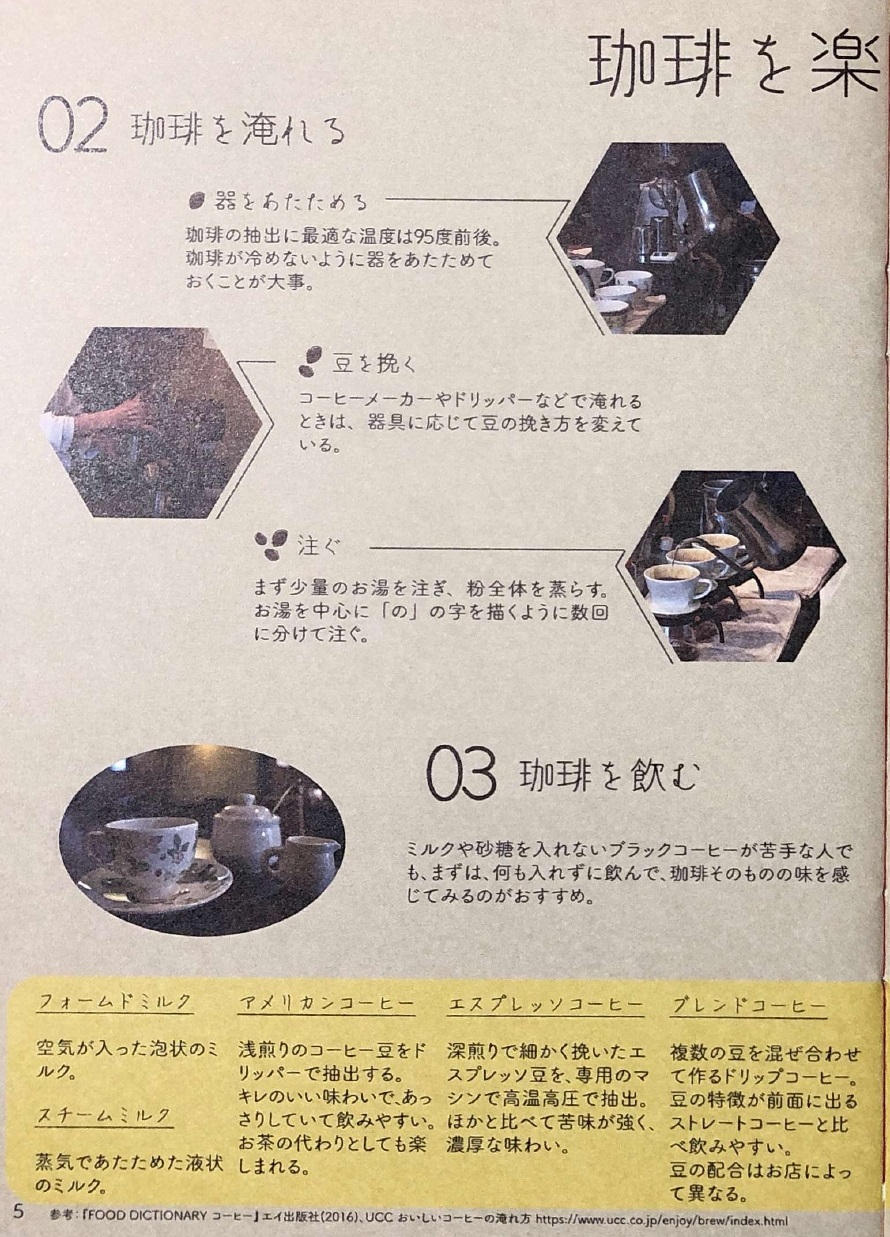 珈琲を楽
02 珈琲を淹れる
器をあたためる
珈琲の抽出に最適な温度は95度前後。
珈琲が冷めないように器をあたためて
おくことが大事。
豆を挽く
コーヒーメーカーやドリッパーなどで淹れる
ときは、器具に応じて豆の挽き方を変えて
いる。
注ぐ
まず少量のお湯を注ぎ、粉全体を蒸らす。
お湯を中心に「の」の字を描くように数回
に分けて注ぐ。
03 珈琲を飲む
ミルクや砂糖を入れないブラックコーヒーが苦手な人で
も、まずは、何も入れずに飲んで、珈琲そのものの味を感
じてみるのがおすすめ。
フォームドミルク
空気が入った泡状のミ
ルク。
スチームミルク
蒸気であたためた液状
のミルク。
アメリカンコーヒー
浅煎りのコーヒー豆をド
リッパーで抽出する。
キレのいい味わいで、あっ
さりしていて飲みやすい。
お茶の代わりとしても楽
しまれる。
エスプレッソコーヒー
深煎りで細かく挽いたエ
スプレッソ豆を、専用のマ
シンで高温高圧で抽出。
ほかと比べて苦味が強く、
濃厚な味わい。
ブレンドコーヒー
複数の豆を混ぜ合わせ
て作るドリップコーヒー。
豆の特徴が前面に出る
ストレートコーヒーと比
べ飲みやすい。
豆の配合はお店によっ
て異なる。
5
参考：『FOOD DICTIONARY コーヒー』エイ出版社(2016)、UCC おいしいコーヒーの淹れ方 https://www.ucc.co.jp/enjoy/brew/index.html